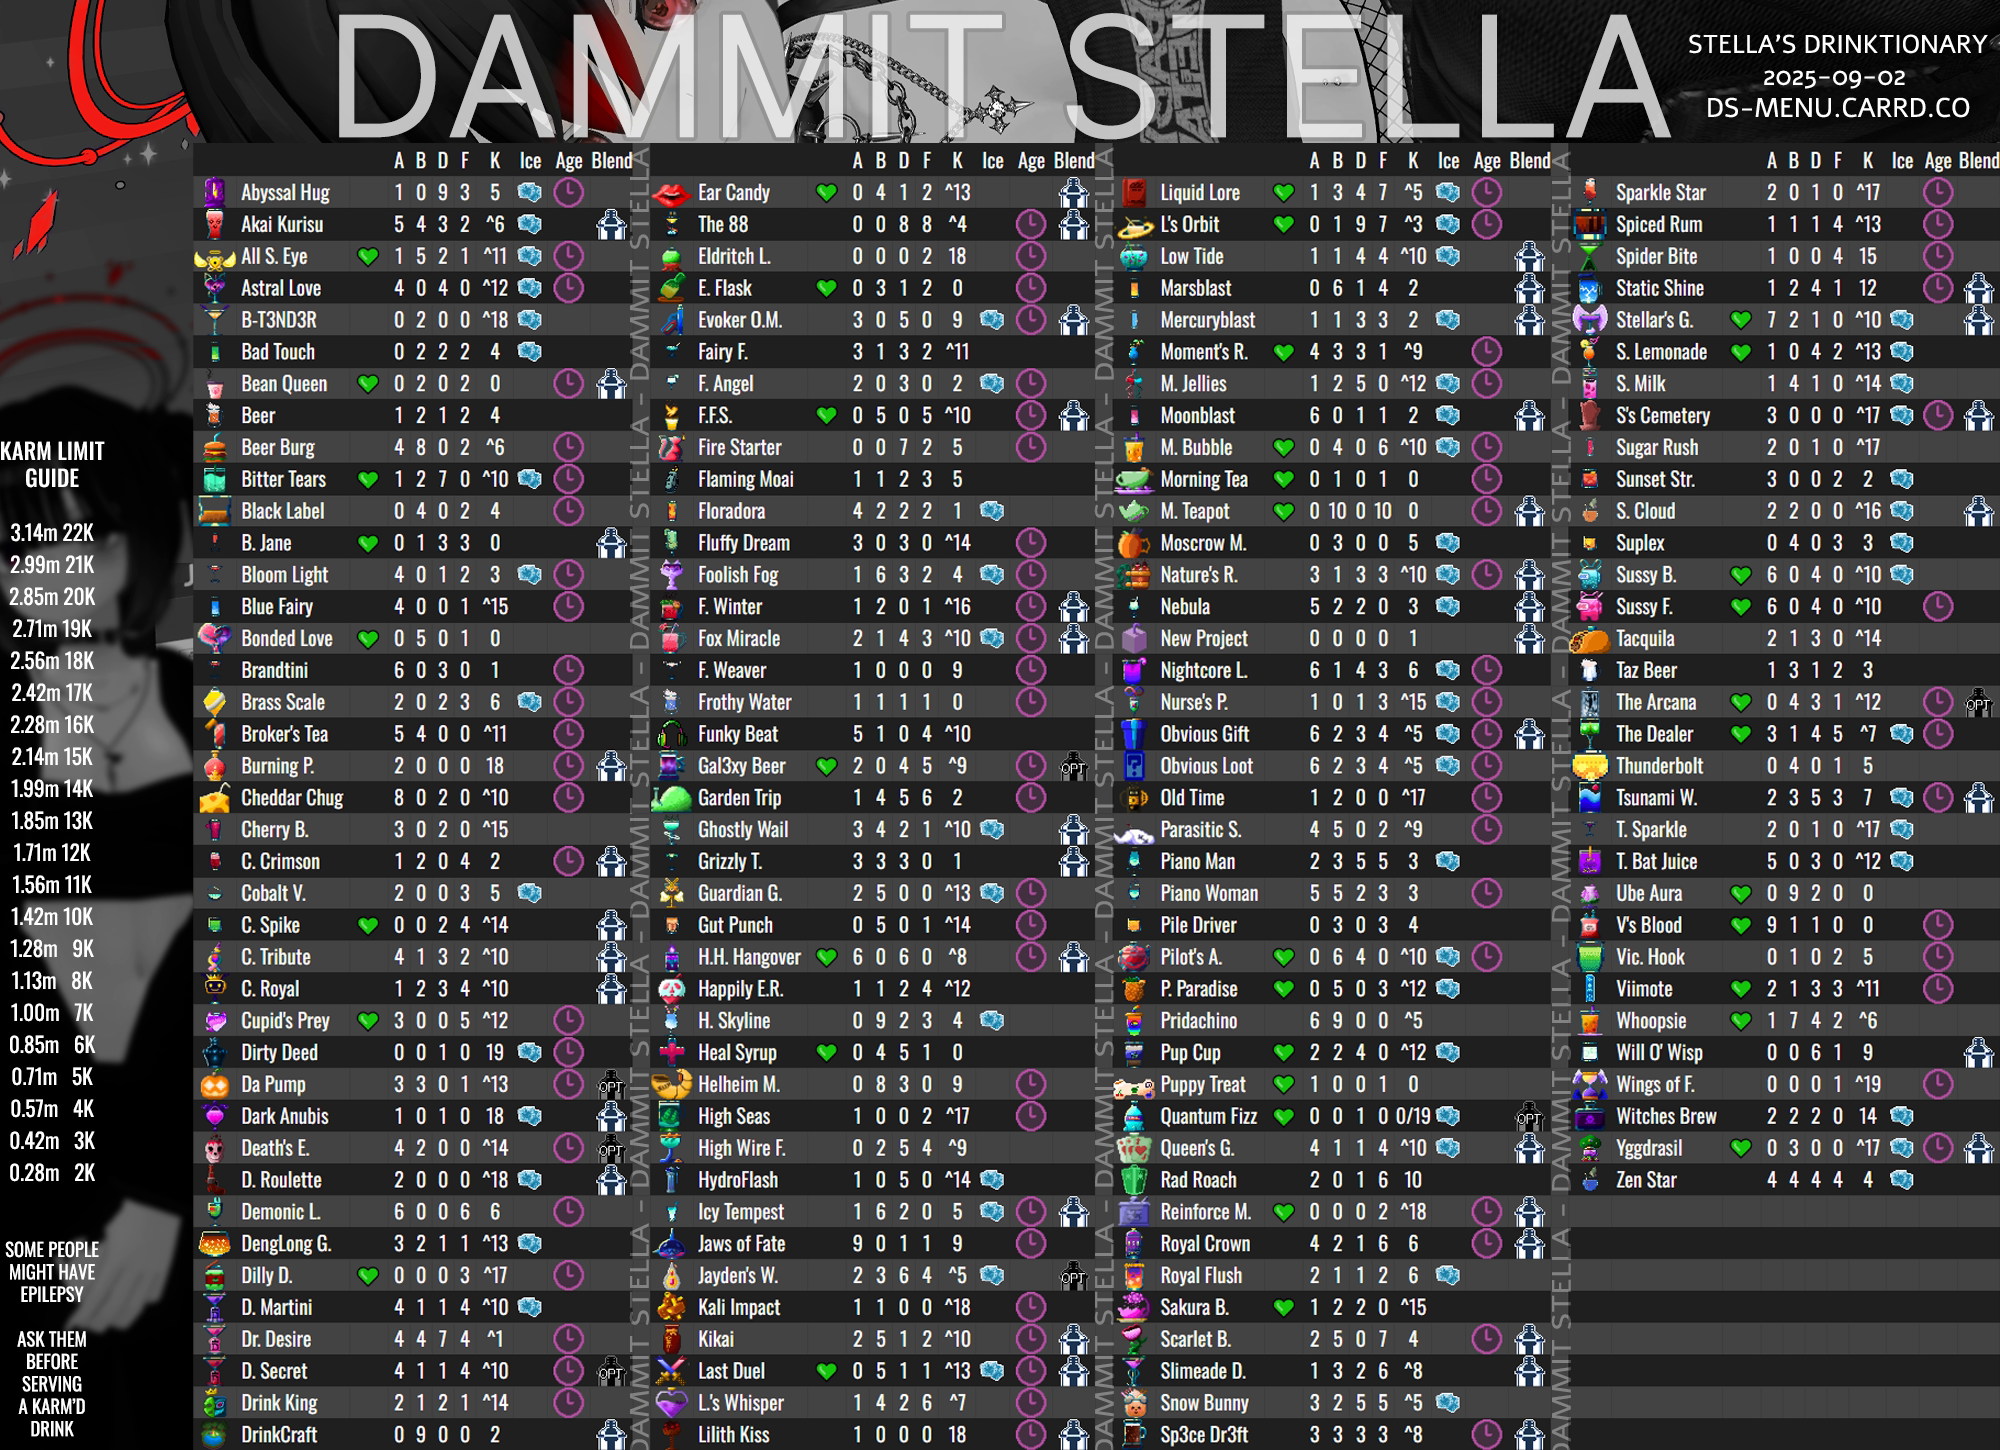 DAMMIT STELLA
STELLA'S DRINKTIONARY
2025-09-02
DS-MENU.CARRD.CO
KARM LIMIT
GUIDE
3.14m 22K
2.99m 21K
2.85m 20K
2.71m 19K
2.56m 18K
2.42m 17K
2.28m 16K
2.14m 15K
1.99m 14K
1.85m 13K
1.71m 12K
1.56m 11K
1.42m 10K
1.28m 9K
1.13m 8K
1.00m 7K
0.85m 6K
0.71m 5K
0.57m 4K
0.42m 3K
0.28m 2K
SOME PEOPLE
MIGHT HAVE
EPILEPSY
ASK THEM
BEFORE
SERVING
A KARM'D
DRINK
A B D F K Ice Age Blend
Abyssal Hug 1 0 9 3 5
Akai Kurisu 5 4 3 2 ^6
All S. Eye 1 5 2 1 ^11
Astral Love 4 0 4 0 ^12
B-T3ND3R 0 2 0 0 ^18
Bad Touch 0 2 2 2 4
Bean Queen 0 2 0 2 0
Beer 1 2 1 2 4
Beer Burg 4 8 0 2 ^6
Bitter Tears 1 2 7 0 ^10
Black Label 0 4 0 2 4
B. Jane 0 1 3 3 0
Bloom Light 4 0 1 2 3
Blue Fairy 4 0 0 1 ^15
Bonded Love 0 5 0 1 0
Brandtini 6 0 3 0 1
Brass Scale 2 0 2 3 6
Broker's Tea 5 4 0 0 ^11
Burning P. 2 0 0 0 18
Cheddar Chug 8 0 2 0 ^10
Cherry B. 3 0 2 0 ^15
C. Crimson 1 2 0 4 2
Cobalt V. 2 0 0 3 5
C. Spike 0 0 2 4 ^14
C. Tribute 4 1 3 2 ^10
C. Royal 1 2 3 4 ^10
Cupid's Prey 3 0 0 5 ^12
Dirty Deed 0 0 1 0 19
Da Pump 3 3 0 1 ^13 OPT
Dark Anubis 1 0 1 0 18
Death's E. 4 2 0 0 ^14 OPT
D. Roulette 2 0 0 0 ^18
Demonic L. 6 0 0 6 6
DengLong G. 3 2 1 1 ^13
Dilly D. 0 0 0 3 ^17
D. Martini 4 1 1 4 ^10
Dr. Desire 4 4 7 4 ^1
D. Secret 4 1 1 4 ^10 OPT
Drink King 2 1 2 1 ^14
DrinkCraft 0 9 0 0 2
A B D F K Ice Age Blend
Ear Candy 0 4 1 2 ^13
The 88 0 0 8 8 ^4
Eldritch L. 0 0 0 2 18
E. Flask 0 3 1 2 0
Evoker O.M. 3 0 5 0 9
Fairy F. 3 1 3 2 ^11
F. Angel 2 0 3 0 2
F.F.S. 0 5 0 5 ^10
Fire Starter 0 0 7 2 5
Flaming Moai 1 1 2 3 5
Floradora 4 2 2 2 1
Fluffy Dream 3 0 3 0 ^14
Foolish Fog 1 6 3 2 4
F. Winter 1 2 0 1 ^16
Fox Miracle 2 1 4 3 ^10
F. Weaver 1 0 0 0 9
Frothy Water 1 1 1 1 0
Funky Beat 5 1 0 4 ^10
Gal3xy Beer 2 0 4 5 ^9 OPT
Garden Trip 1 4 5 6 2
Ghostly Wail 3 4 2 1 ^10
Grizzly T. 3 3 3 0 1
Guardian G. 2 5 0 0 ^13
Gut Punch 0 5 0 1 ^14
H.H. Hangover 6 0 6 0 ^8
Happily E.R. 1 1 2 4 ^12
H. Skyline 0 9 2 3 4
Heal Syrup 0 4 5 1 0
Helheim M. 0 8 3 0 9
High Seas 1 0 0 2 ^17
High Wire F. 0 2 5 4 ^9
HydroFlash 1 0 5 0 ^14
Icy Tempest 1 6 2 0 5
Jaws of Fate 9 0 1 1 9
Jayden's W. 2 3 6 4 ^5 OPT
Kali Impact 1 1 0 0 ^18
Kikai 2 5 1 2 ^10
Last Duel 0 5 1 1 ^13
L.'s Whisper 1 4 2 6 ^7
Lilith Kiss 1 0 0 0 18
A B D F K Ice Age Blend
Liquid Lore 1 3 4 7 ^5
L's Orbit 0 1 9 7 ^3
Low Tide 1 1 4 4 ^10
Marsblast 0 6 1 4 2
Mercuryblast 1 1 3 3 2
Moment's R. 4 3 3 1 ^9
M. Jellies 1 2 5 0 ^12
Moonblast 6 0 1 1 2
M. Bubble 0 4 0 6 ^10
Morning Tea 0 1 0 1 0
M. Teapot 0 10 0 10 0
Moscrow M. 0 3 0 0 5
Nature's R. 3 1 3 3 ^10
Nebula 5 2 2 0 3
New Project 0 0 0 0 1
Nightcore L. 6 1 4 3 6
Nurse's P. 1 0 1 3 ^15
Obvious Gift 6 2 3 4 ^5
Obvious Loot 6 2 3 4 ^5
Old Time 1 2 0 0 ^17
Parasitic S. 4 5 0 2 ^9
Piano Man 2 3 5 5 3
Piano Woman 5 5 2 3 3
Pile Driver 0 3 0 3 4
Pilot's A. 0 6 4 0 ^10
P. Paradise 0 5 0 3 ^12
Pridachino 6 9 0 0 ^5
Pup Cup 2 2 4 0 ^12
Puppy Treat 1 0 0 1 0
Quantum Fizz 0 0 1 0 0/19 OPT
Queen's G. 4 1 1 4 ^10
Rad Roach 2 0 1 6 10
Reinforce M. 0 0 0 2 ^18
Royal Crown 4 2 1 6 6
Royal Flush 2 1 1 2 6
Sakura B. 1 2 2 0 ^15
Scarlet B. 2 5 0 7 4
Slimeade D. 1 3 2 6 ^8
Snow Bunny 3 2 5 5 ^5
Sp3ce Dr3ft 3 3 3 3 ^8
A B D F K Ice Age Blend
Sparkle Star 2 0 1 0 ^17
Spiced Rum 1 1 1 4 ^13
Spider Bite 1 0 0 4 15
Static Shine 1 2 4 1 12
Stellar's G. 7 2 1 0 ^10
S. Lemonade 1 0 4 2 ^13
S. Milk 1 4 1 0 ^14
S's Cemetery 3 0 0 0 ^17
Sugar Rush 2 0 1 0 ^17
Sunset Str. 3 0 0 2 2
S. Cloud 2 2 0 0 ^16
Suplex 0 4 0 3 3
Sussy B. 6 0 4 0 ^10
Sussy F. 6 0 4 0 ^10
Tacquila 2 1 3 0 ^14
Taz Beer 1 3 1 2 3
The Arcana 0 4 3 1 ^12 OPT
The Dealer 3 1 4 5 ^7
Thunderbolt 0 4 0 1 5
Tsunami W. 2 3 5 3 7
T. Sparkle 2 0 1 0 ^17
T. Bat Juice 5 0 3 0 ^12
Ube Aura 0 9 2 0 0
V's Blood 9 1 1 0 0
Vic. Hook 0 1 0 2 5
Viimote 2 1 3 3 ^11
Whoopsie 1 7 4 2 ^6
Will O' Wisp 0 0 6 1 9
Wings of F. 0 0 0 1 ^19
Witches Brew 2 2 2 0 14
Yggdrasil 0 3 0 0 ^17
Zen Star 4 4 4 4 4